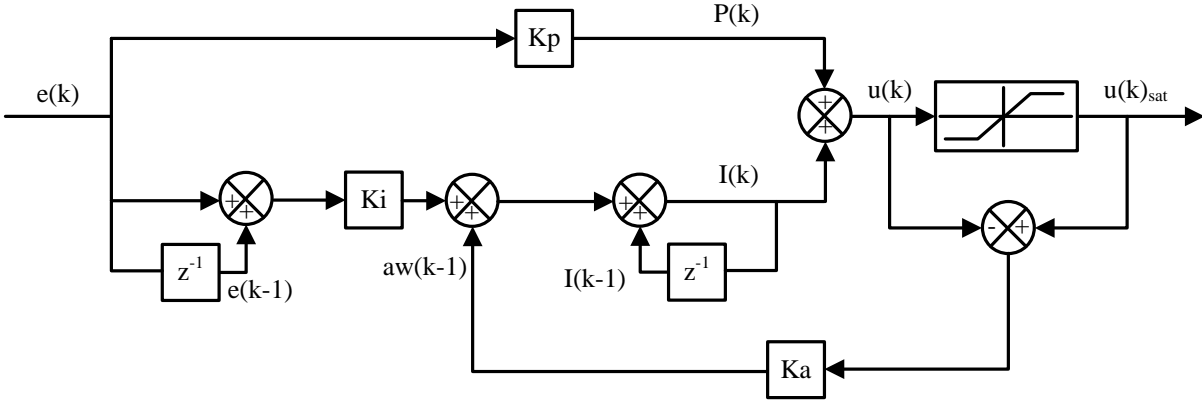 P(k)
Kp
e(k)
+
+
u(k)
u(k)sat
I(k)
+
+
Ki
+
+
+
+
-
+
z-1
e(k-1)
aw(k-1)
I(k-1)
z-1
Ka